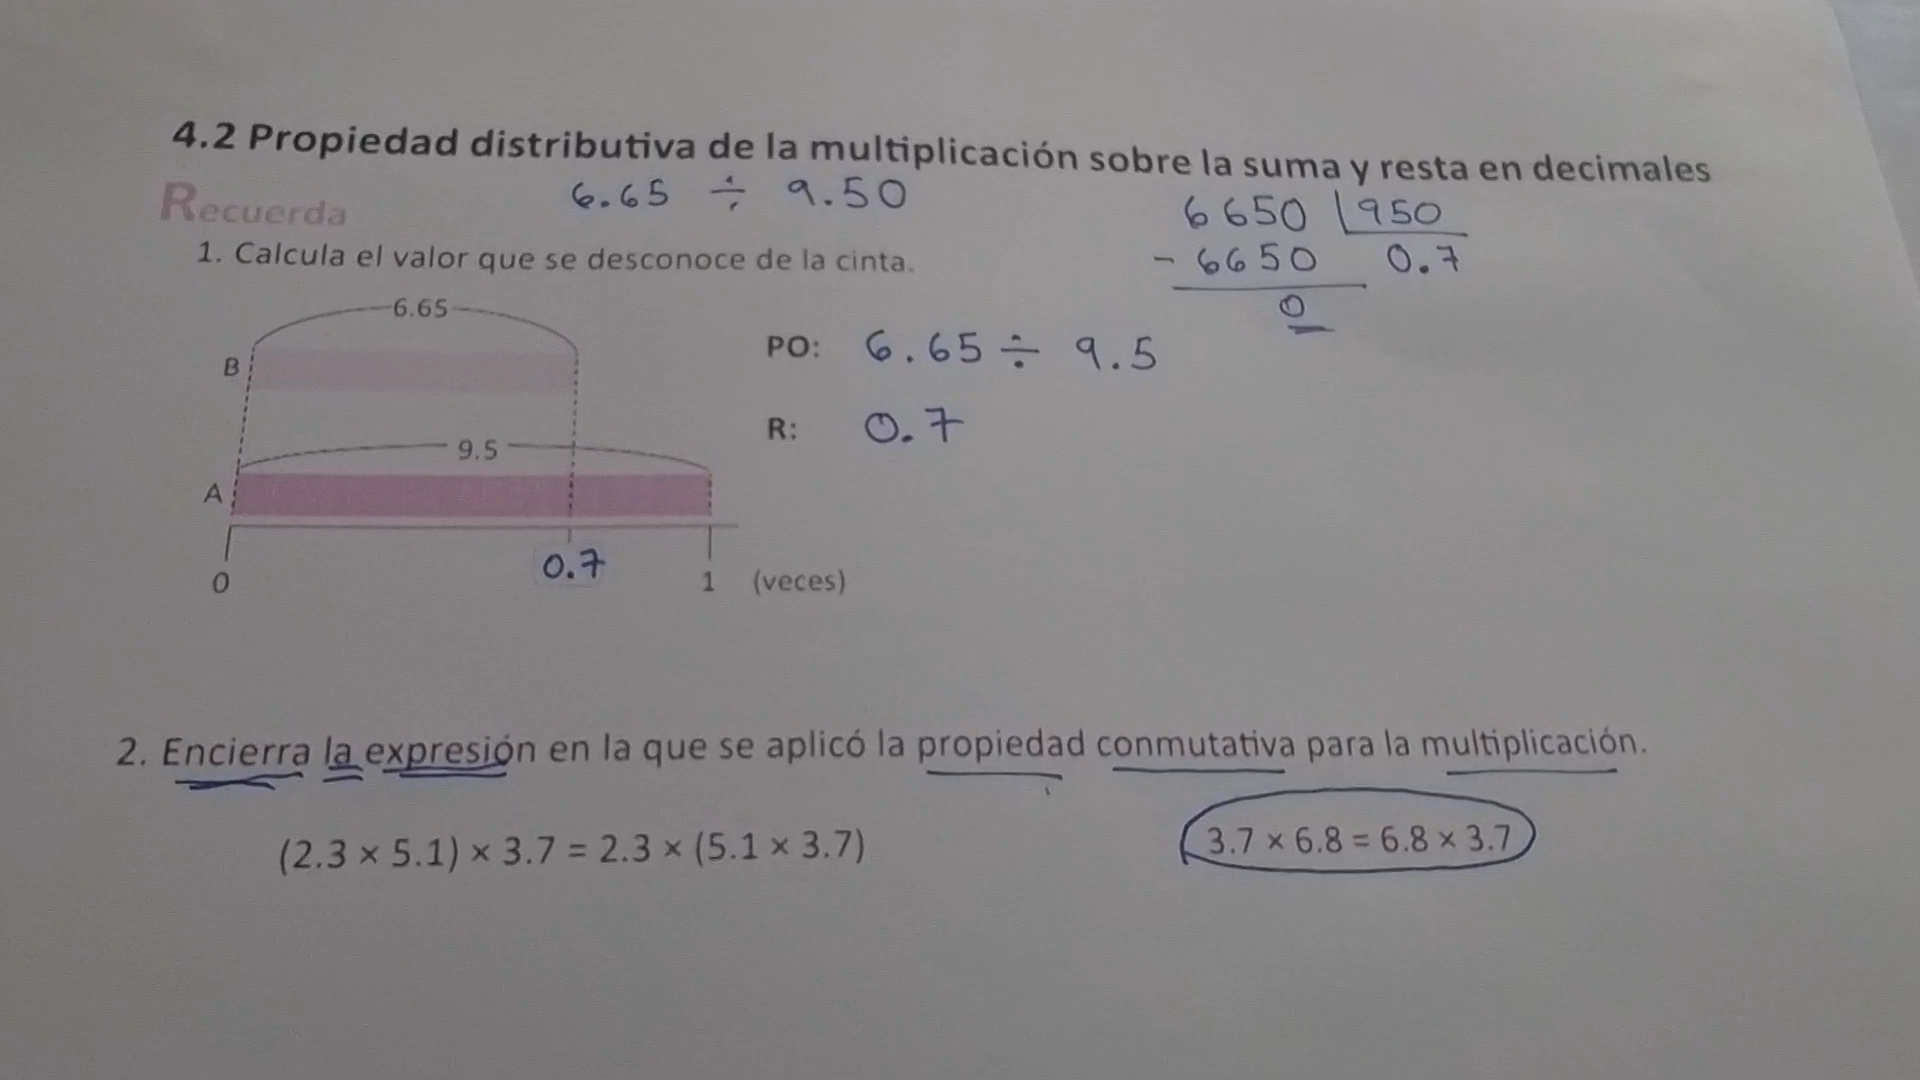 4.2 Propiedad distributiva de la multiplicación sobre la suma y resta en decimales
Recuerda
6.65 ÷ 9.50
1. Calcula el valor que se desconoce de la cinta.
6650 950
- 6650 0.7
0
6.65
B
9.5
A
0 0.7 1 (veces)
PO: 6.65 ÷ 9.5
R: 0.7
2. Encierra la expresión en la que se aplicó la propiedad conmutativa para la multiplicación.
(2.3 × 5.1) × 3.7 = 2.3 × (5.1 × 3.7)
3.7 × 6.8 = 6.8 × 3.7